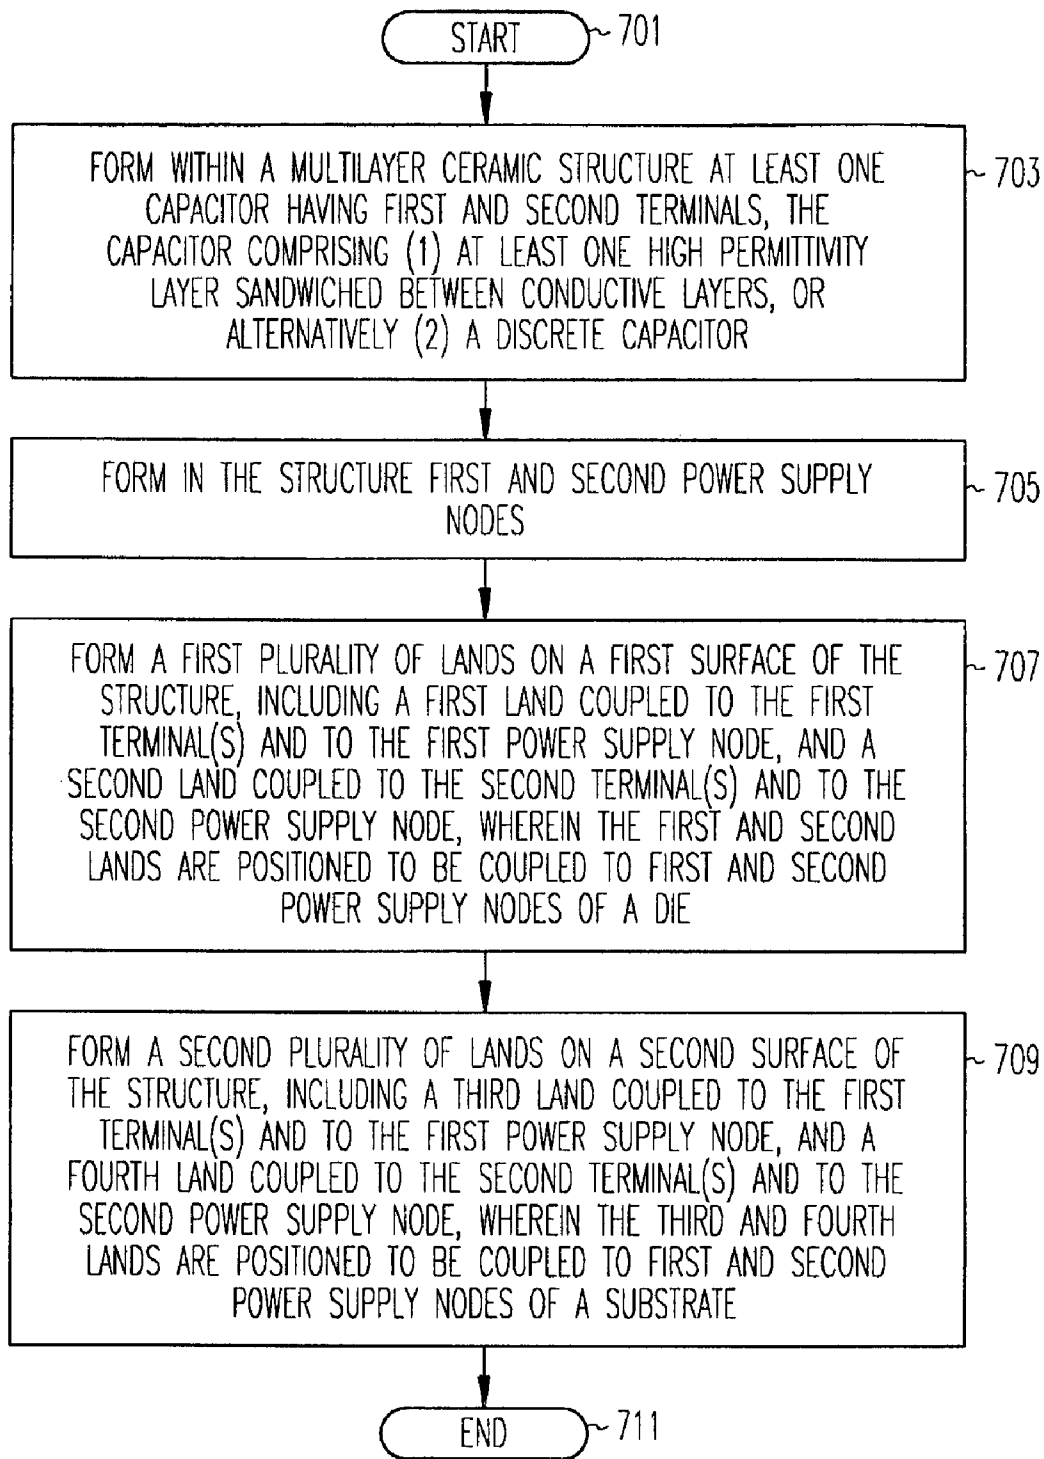 START
701
FORM WITHIN A MULTILAYER CERAMIC STRUCTURE AT LEAST ONE
CAPACITOR HAVING FIRST AND SECOND TERMINALS, THE
CAPACITOR COMPRISING (1) AT LEAST ONE HIGH PERMITTIVITY
LAYER SANDWICHED BETWEEN CONDUCTIVE LAYERS, OR
ALTERNATIVELY (2) A DISCRETE CAPACITOR
703
FORM IN THE STRUCTURE FIRST AND SECOND POWER SUPPLY
NODES
705
FORM A FIRST PLURALITY OF LANDS ON A FIRST SURFACE OF THE
STRUCTURE, INCLUDING A FIRST LAND COUPLED TO THE FIRST
TERMINAL(S) AND TO THE FIRST POWER SUPPLY NODE, AND A
SECOND LAND COUPLED TO THE SECOND TERMINAL(S) AND TO THE
SECOND POWER SUPPLY NODE, WHEREIN THE FIRST AND SECOND
LANDS ARE POSITIONED TO BE COUPLED TO FIRST AND SECOND
POWER SUPPLY NODES OF A DIE
707
FORM A SECOND PLURALITY OF LANDS ON A SECOND SURFACE OF
THE STRUCTURE, INCLUDING A THIRD LAND COUPLED TO THE FIRST
TERMINAL(S) AND TO THE FIRST POWER SUPPLY NODE, AND A
FOURTH LAND COUPLED TO THE SECOND TERMINAL(S) AND TO THE
SECOND POWER SUPPLY NODE, WHEREIN THE THIRD AND FOURTH
LANDS ARE POSITIONED TO BE COUPLED TO FIRST AND SECOND
POWER SUPPLY NODES OF A SUBSTRATE
709
END
711